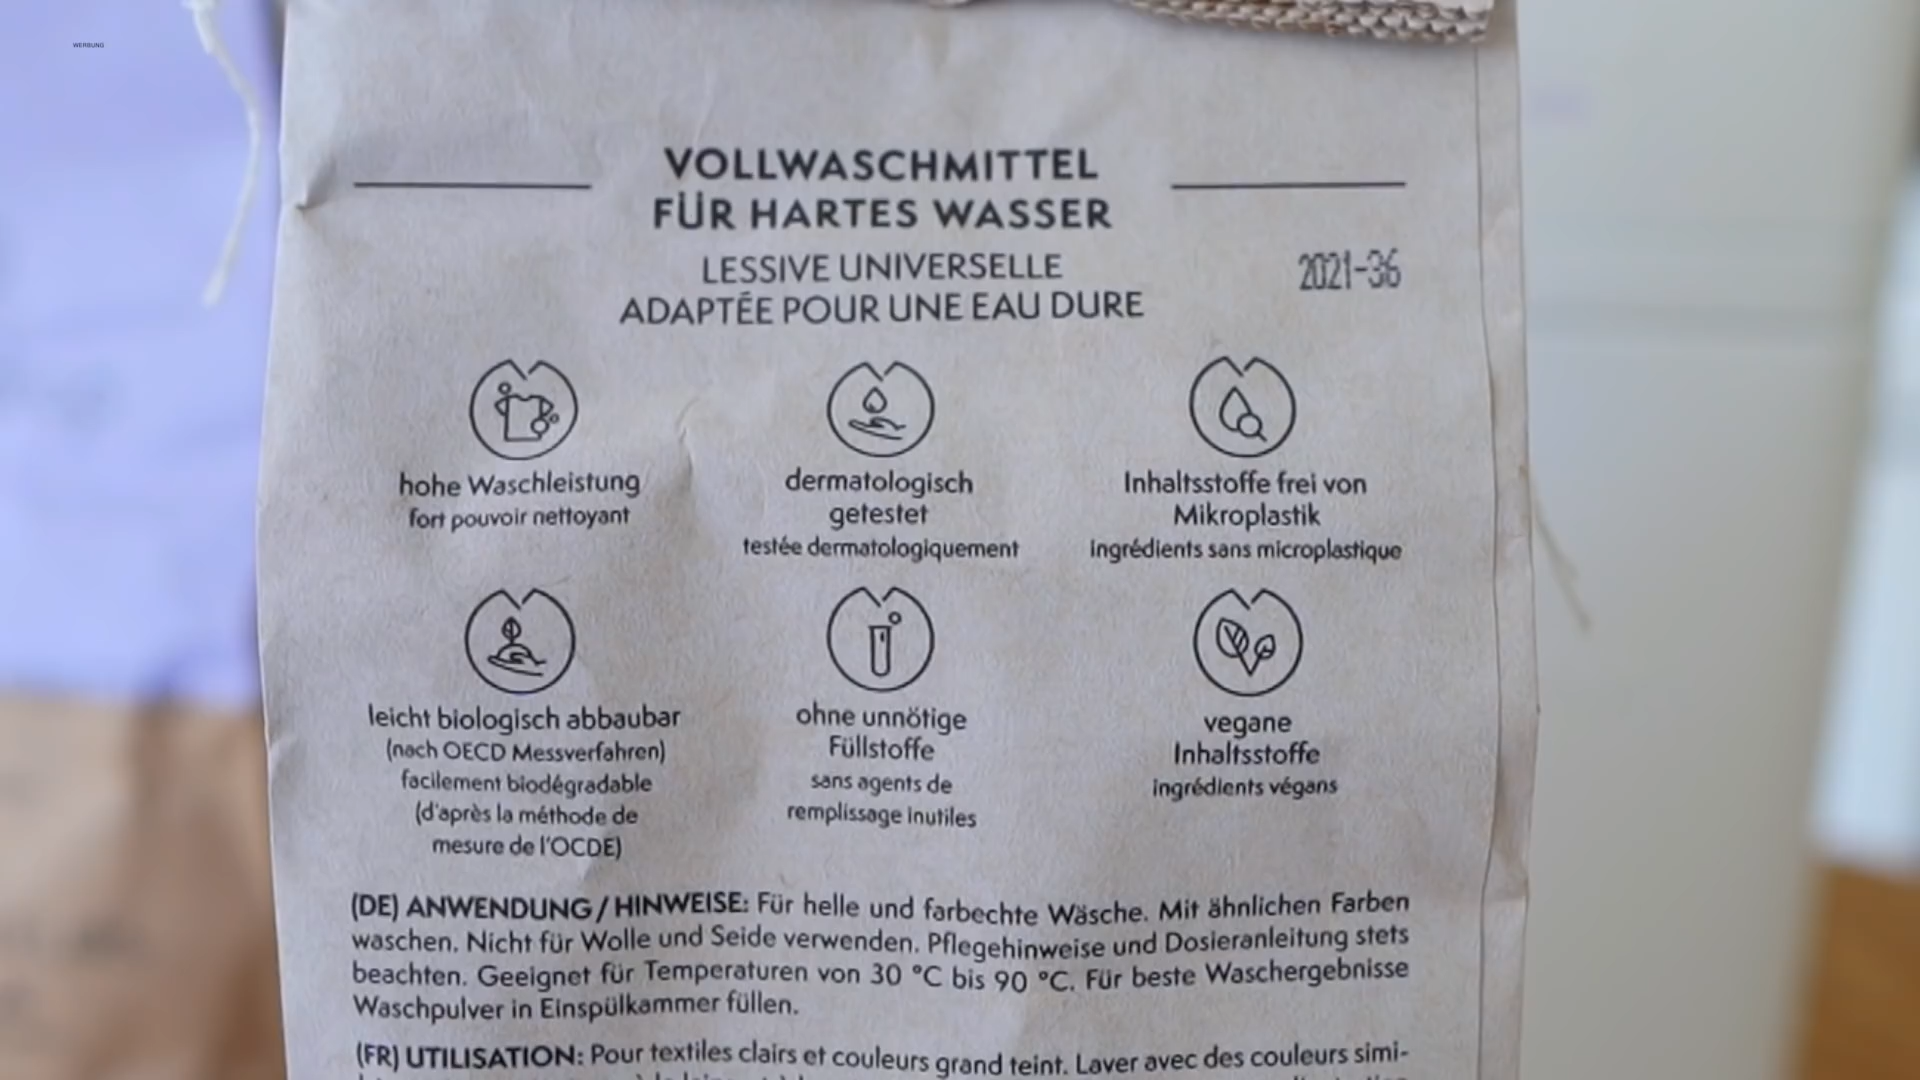 WERBUNG
VOLLWASCHMITTEL
FÜR HARTES WASSER
LESSIVE UNIVERSELLE
ADAPTÉE POUR UNE EAU DURE
2021-36
hohe Waschleistung
fort pouvoir nettoyant
dermatologisch
getestet
testée dermatologiquement
Inhaltsstoffe frei von
Mikroplastik
ingrédients sans microplastique
leicht biologisch abbaubar
(nach OECD Messverfahren)
facilement biodégradable
(d'après la méthode de
mesure de l'OCDE)
ohne unnötige
Füllstoffe
sans agents de
remplissage inutiles
vegane
Inhaltsstoffe
ingrédients végans
(DE) ANWENDUNG / HINWEISE: Für helle und farbechte Wäsche. Mit ähnlichen Farben
waschen. Nicht für Wolle und Seide verwenden. Pflegehinweise und Dosieranleitung stets
beachten. Geeignet für Temperaturen von 30 °C bis 90 °C. Für beste Waschergebnisse
Waschpulver in Einspülkammer füllen.
(FR) UTILISATION: Pour textiles clairs et couleurs grand teint. Laver avec des couleurs simi-